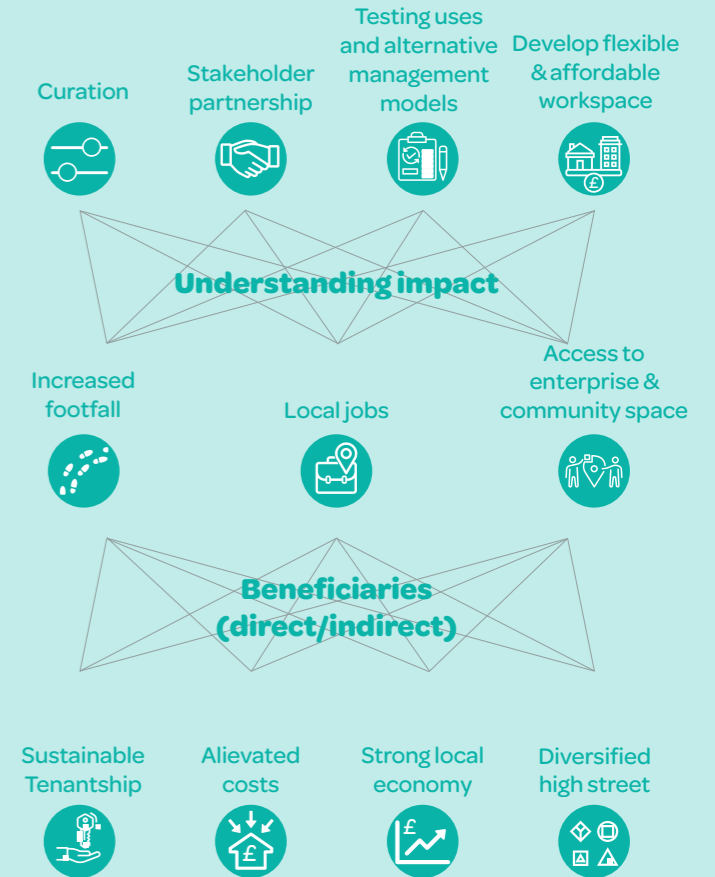 Curation
Stakeholder
partnership
Testing uses
and alternative
management
models
Develop flexible
& affordable
workspace
£
Understanding impact
Increased
footfall
Local jobs
Access to
enterprise &
community space
Beneficiaries
(direct/indirect)
Sustainable
Tenantship
Alievated
costs
£
Strong local
economy
£
Diversified
high street